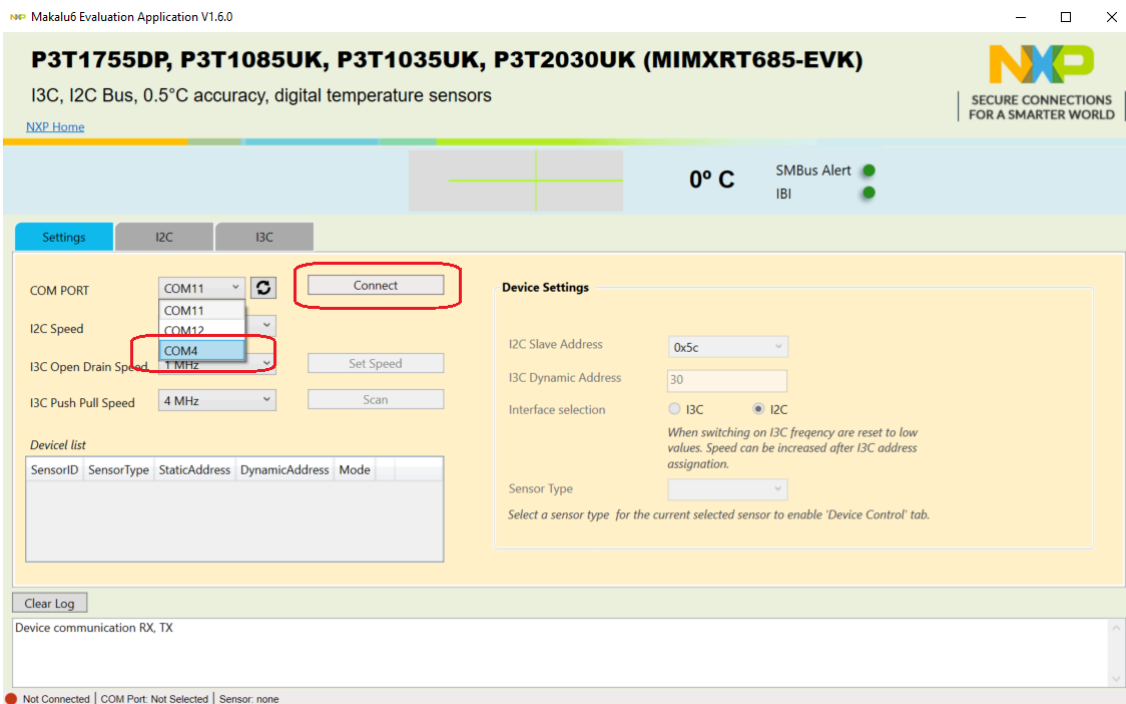 NXP Makalu6 Evaluation Application V1.6.0
P3T1755DP, P3T1085UK, P3T1035UK, P3T2030UK (MIMXRT685-EVK)
I3C, I2C Bus, 0.5°C accuracy, digital temperature sensors
NXP Home
NXP
SECURE CONNECTIONS
FOR A SMARTER WORLD
0º C
SMBus Alert
IBI
Settings I2C I3C
COM PORT COM11 Connect
COM11
I2C Speed COM12
COM4
I3C Open Drain Speed 1 MHz Set Speed
I3C Push Pull Speed 4 MHz Scan
Devicel list
SensorID SensorType StaticAddress DynamicAddress Mode
Device Settings
I2C Slave Address 0x5c
I3C Dynamic Address 30
Interface selection I3C I2C
When switching on I3C freqency are reset to low
values. Speed can be increased after I3C address
assignation.
Sensor Type
Select a sensor type for the current selected sensor to enable 'Device Control' tab.
Clear Log
Device communication RX, TX
Not Connected | COM Port: Not Selected | Sensor: none